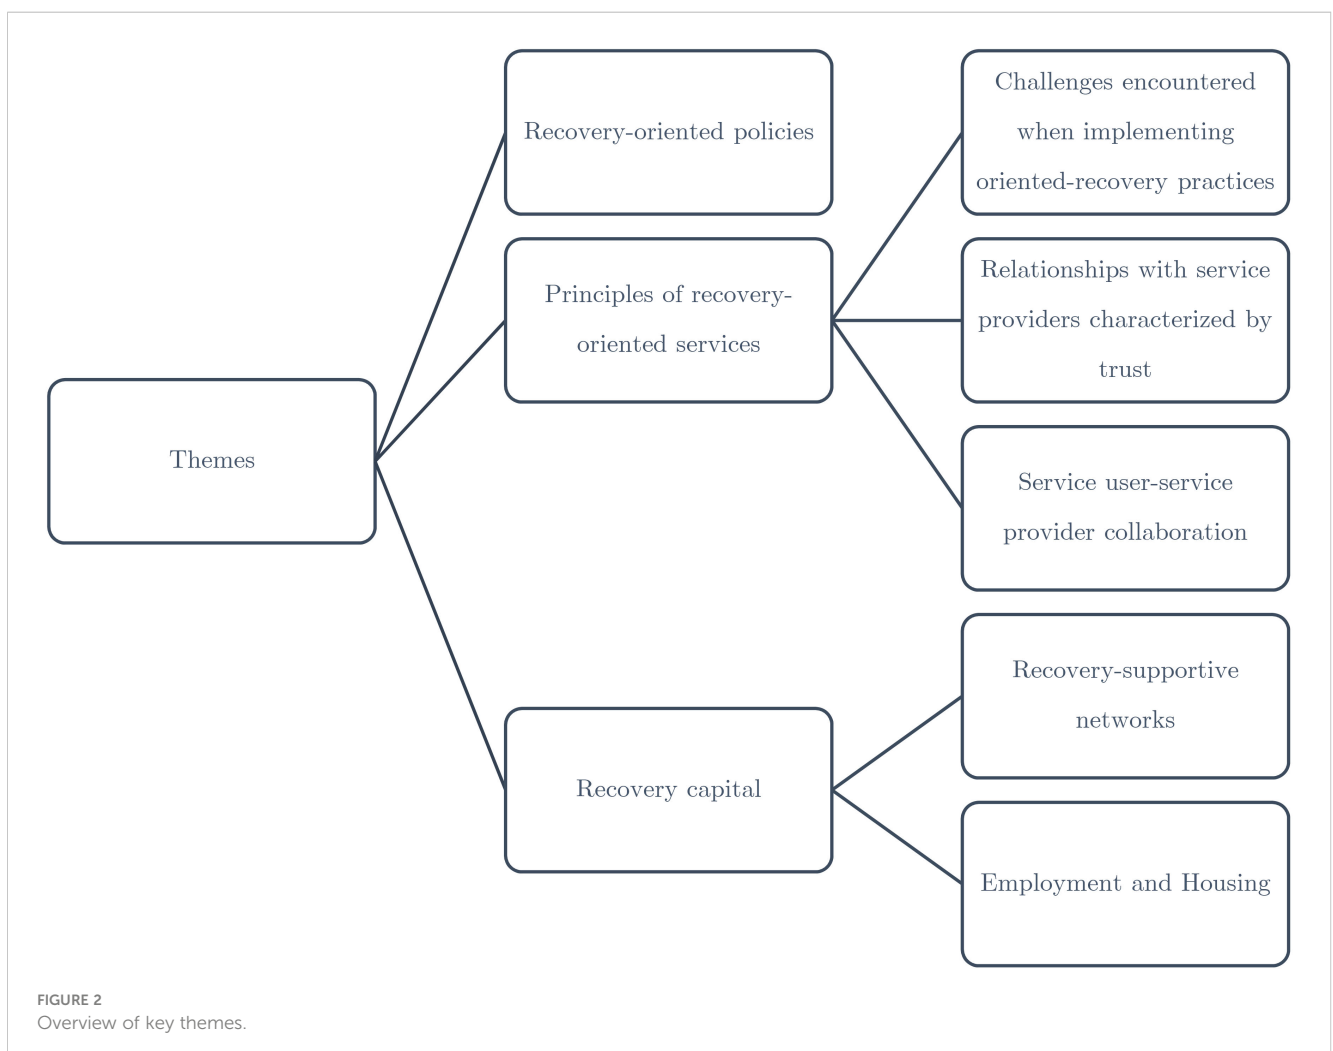 Themes
Recovery-oriented policies
Principles of recovery-
oriented services
Recovery capital
Challenges encountered
when implementing
oriented-recovery practices
Relationships with service
providers characterized by
trust
Service user-service
provider collaboration
Recovery-supportive
networks
Employment and Housing
FIGURE 2
Overview of key themes.